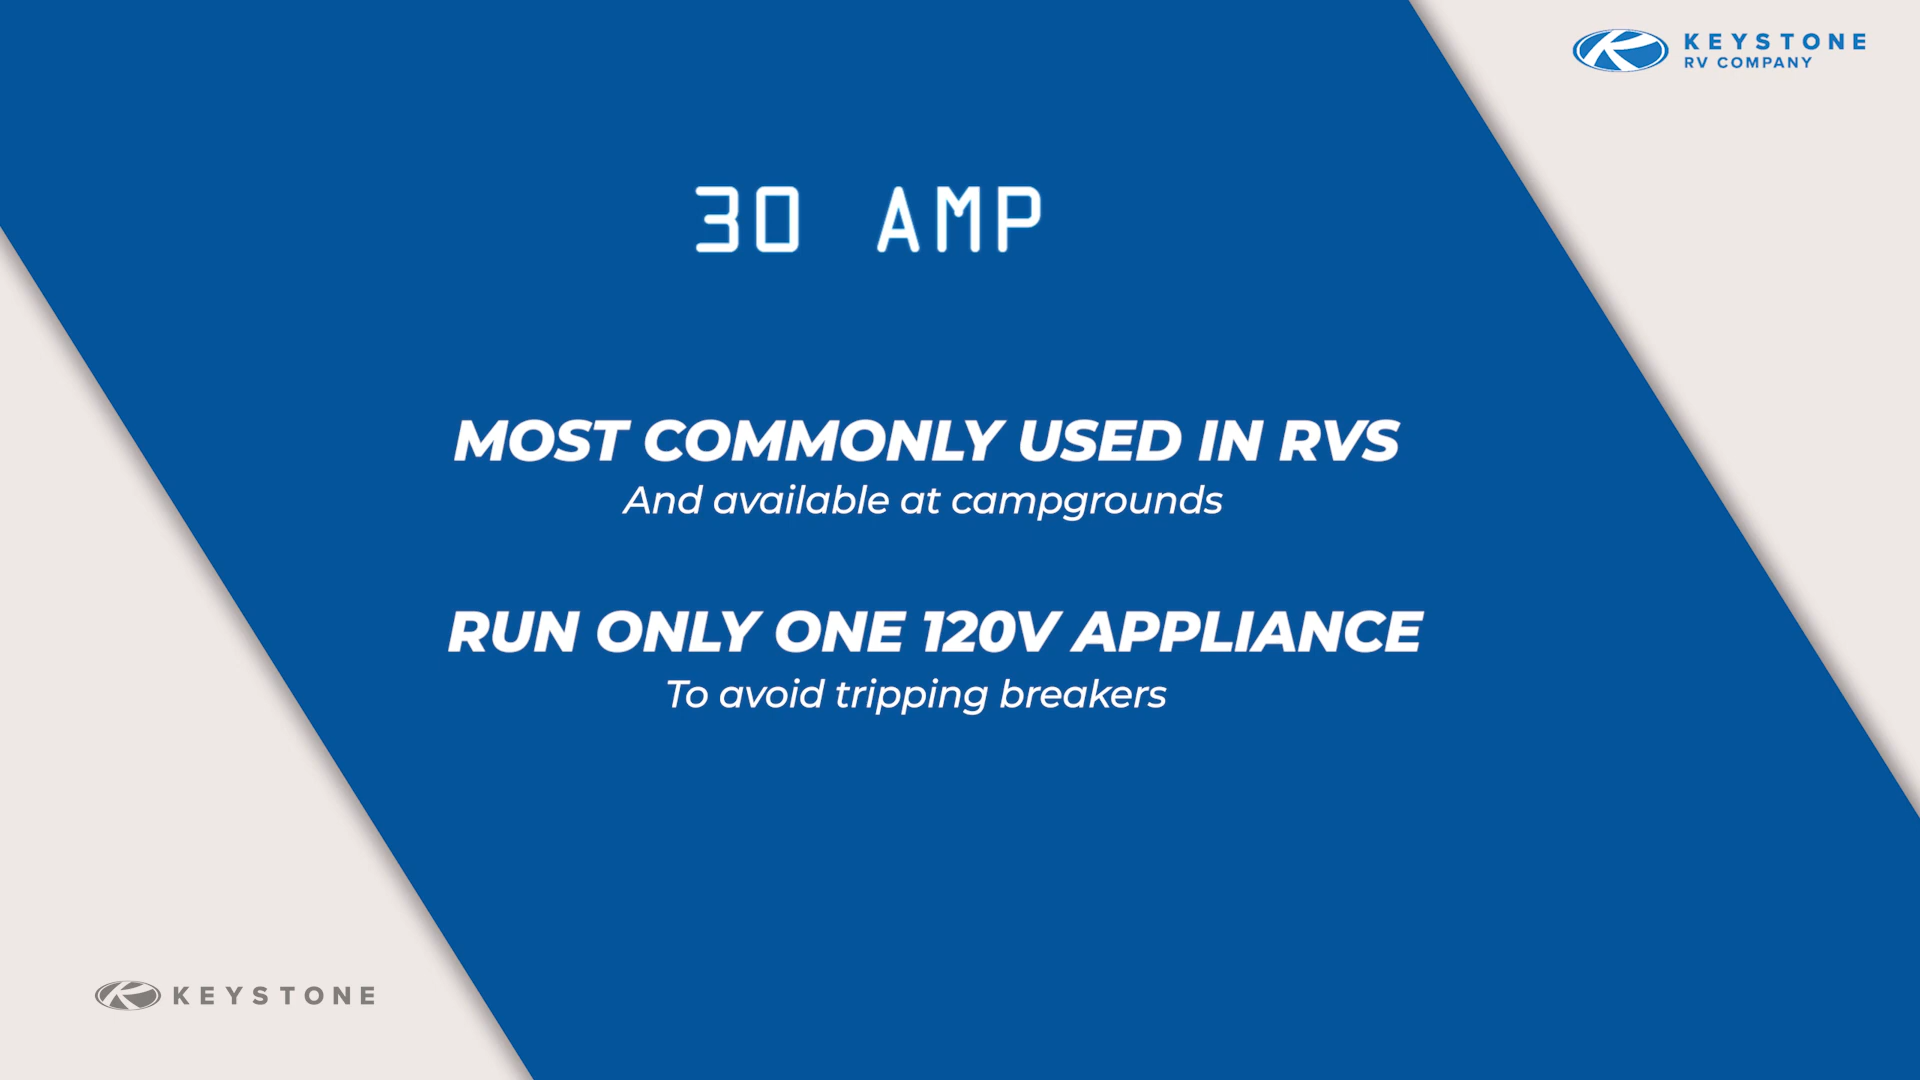 KEYSTONE
RV COMPANY
30 AMP
MOST COMMONLY USED IN RVS
And available at campgrounds
RUN ONLY ONE 120V APPLIANCE
To avoid tripping breakers
KEYSTONE